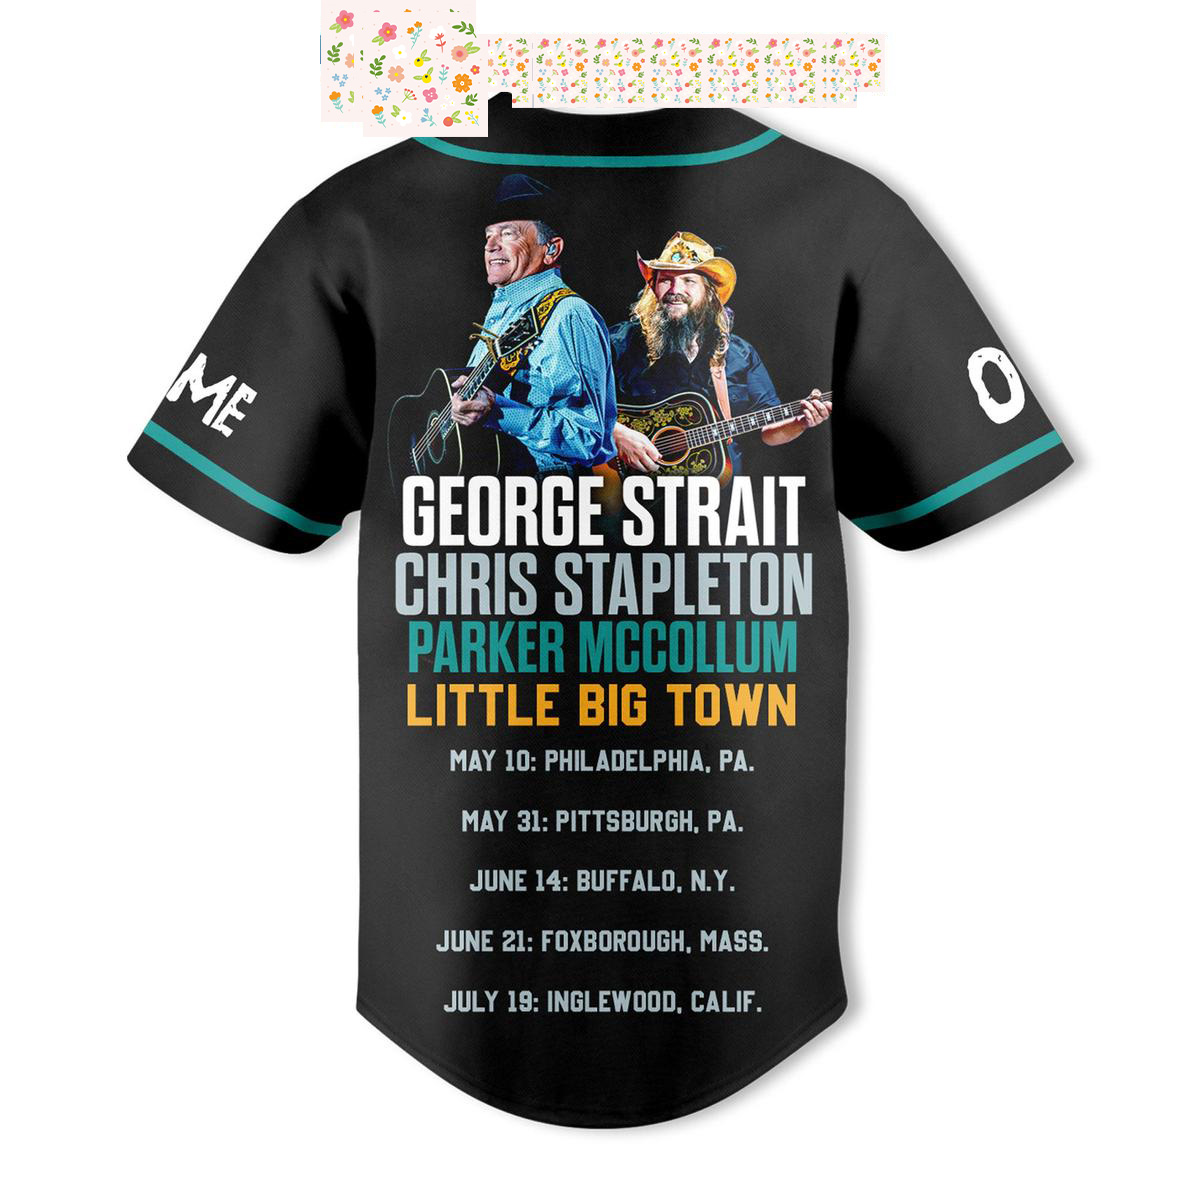 ME
O
GEORGE STRAIT
CHRIS STAPLETON
PARKER MCCOLLUM
LITTLE BIG TOWN
MAY 10: PHILADELPHIA, PA.
MAY 31: PITTSBURGH, PA.
JUNE 14: BUFFALO, N.Y.
JUNE 21: FOXBOROUGH, MASS.
JULY 19: INGLEWOOD, CALIF.